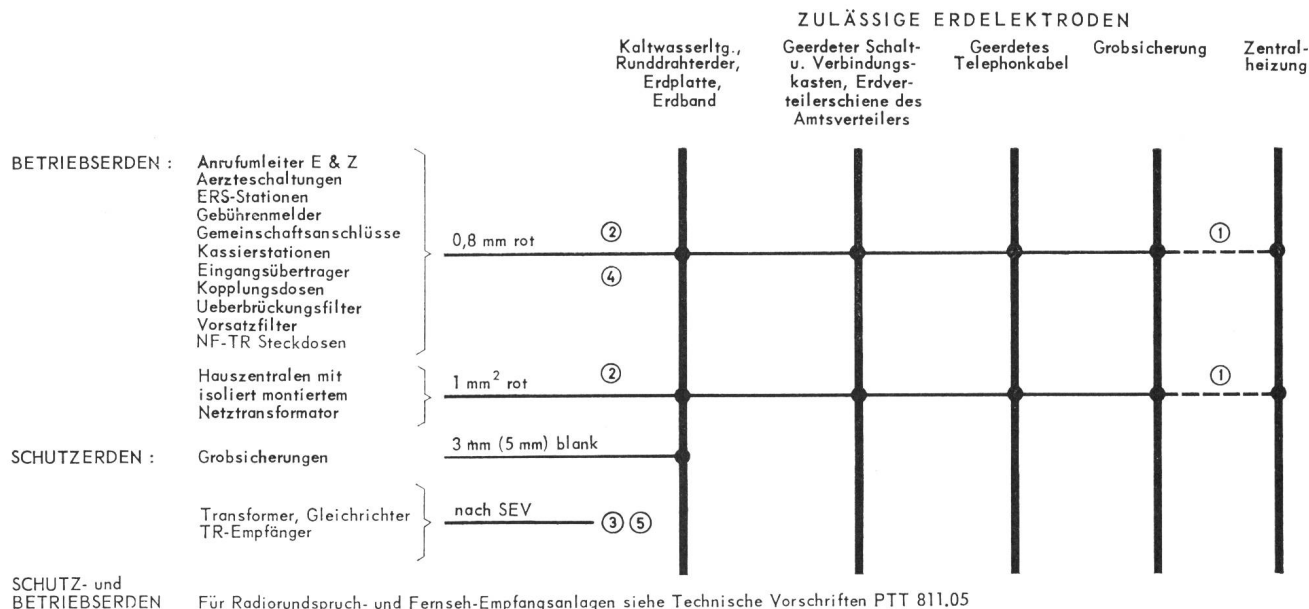 ZULÄSSIGE ERDELEKTRODEN
Kaltwasserltg.,
Runddrahterder,
Erdplatte,
Erdband
Geerdeter Schalt-
u. Verbindungs-
kasten, Erdver-
teilerschiene des
Amtsverteilers
Geerdetes
Telephonkabel
Grobsicherung
Zentral-
heizung
BETRIEBSERDEN :
Anrufumleiter E & Z
Aerzteschaltungen
ERS-Stationen
Gebührenmelder
Gemeinschaftsanschlüsse
Kassierstationen
Eingangsübertrager
Kopplungsdosen
Ueberbrückungsfilter
Vorsatzfilter
NF-TR Steckdosen
0,8 mm rot
②
④
①
Hauszentralen mit
isoliert montiertem
Netztransformator
1 mm² rot
②
①
SCHUTZERDEN :
Grobsicherungen
3 mm (5 mm) blank
Transformer, Gleichrichter
TR-Empfänger
nach SEV
③ ⑤
SCHUTZ- und
BETRIEBSERDEN
Für Radiorundspruch- und Fernseh-Empfangsanlagen siehe Technische Vorschriften PTT 811.05